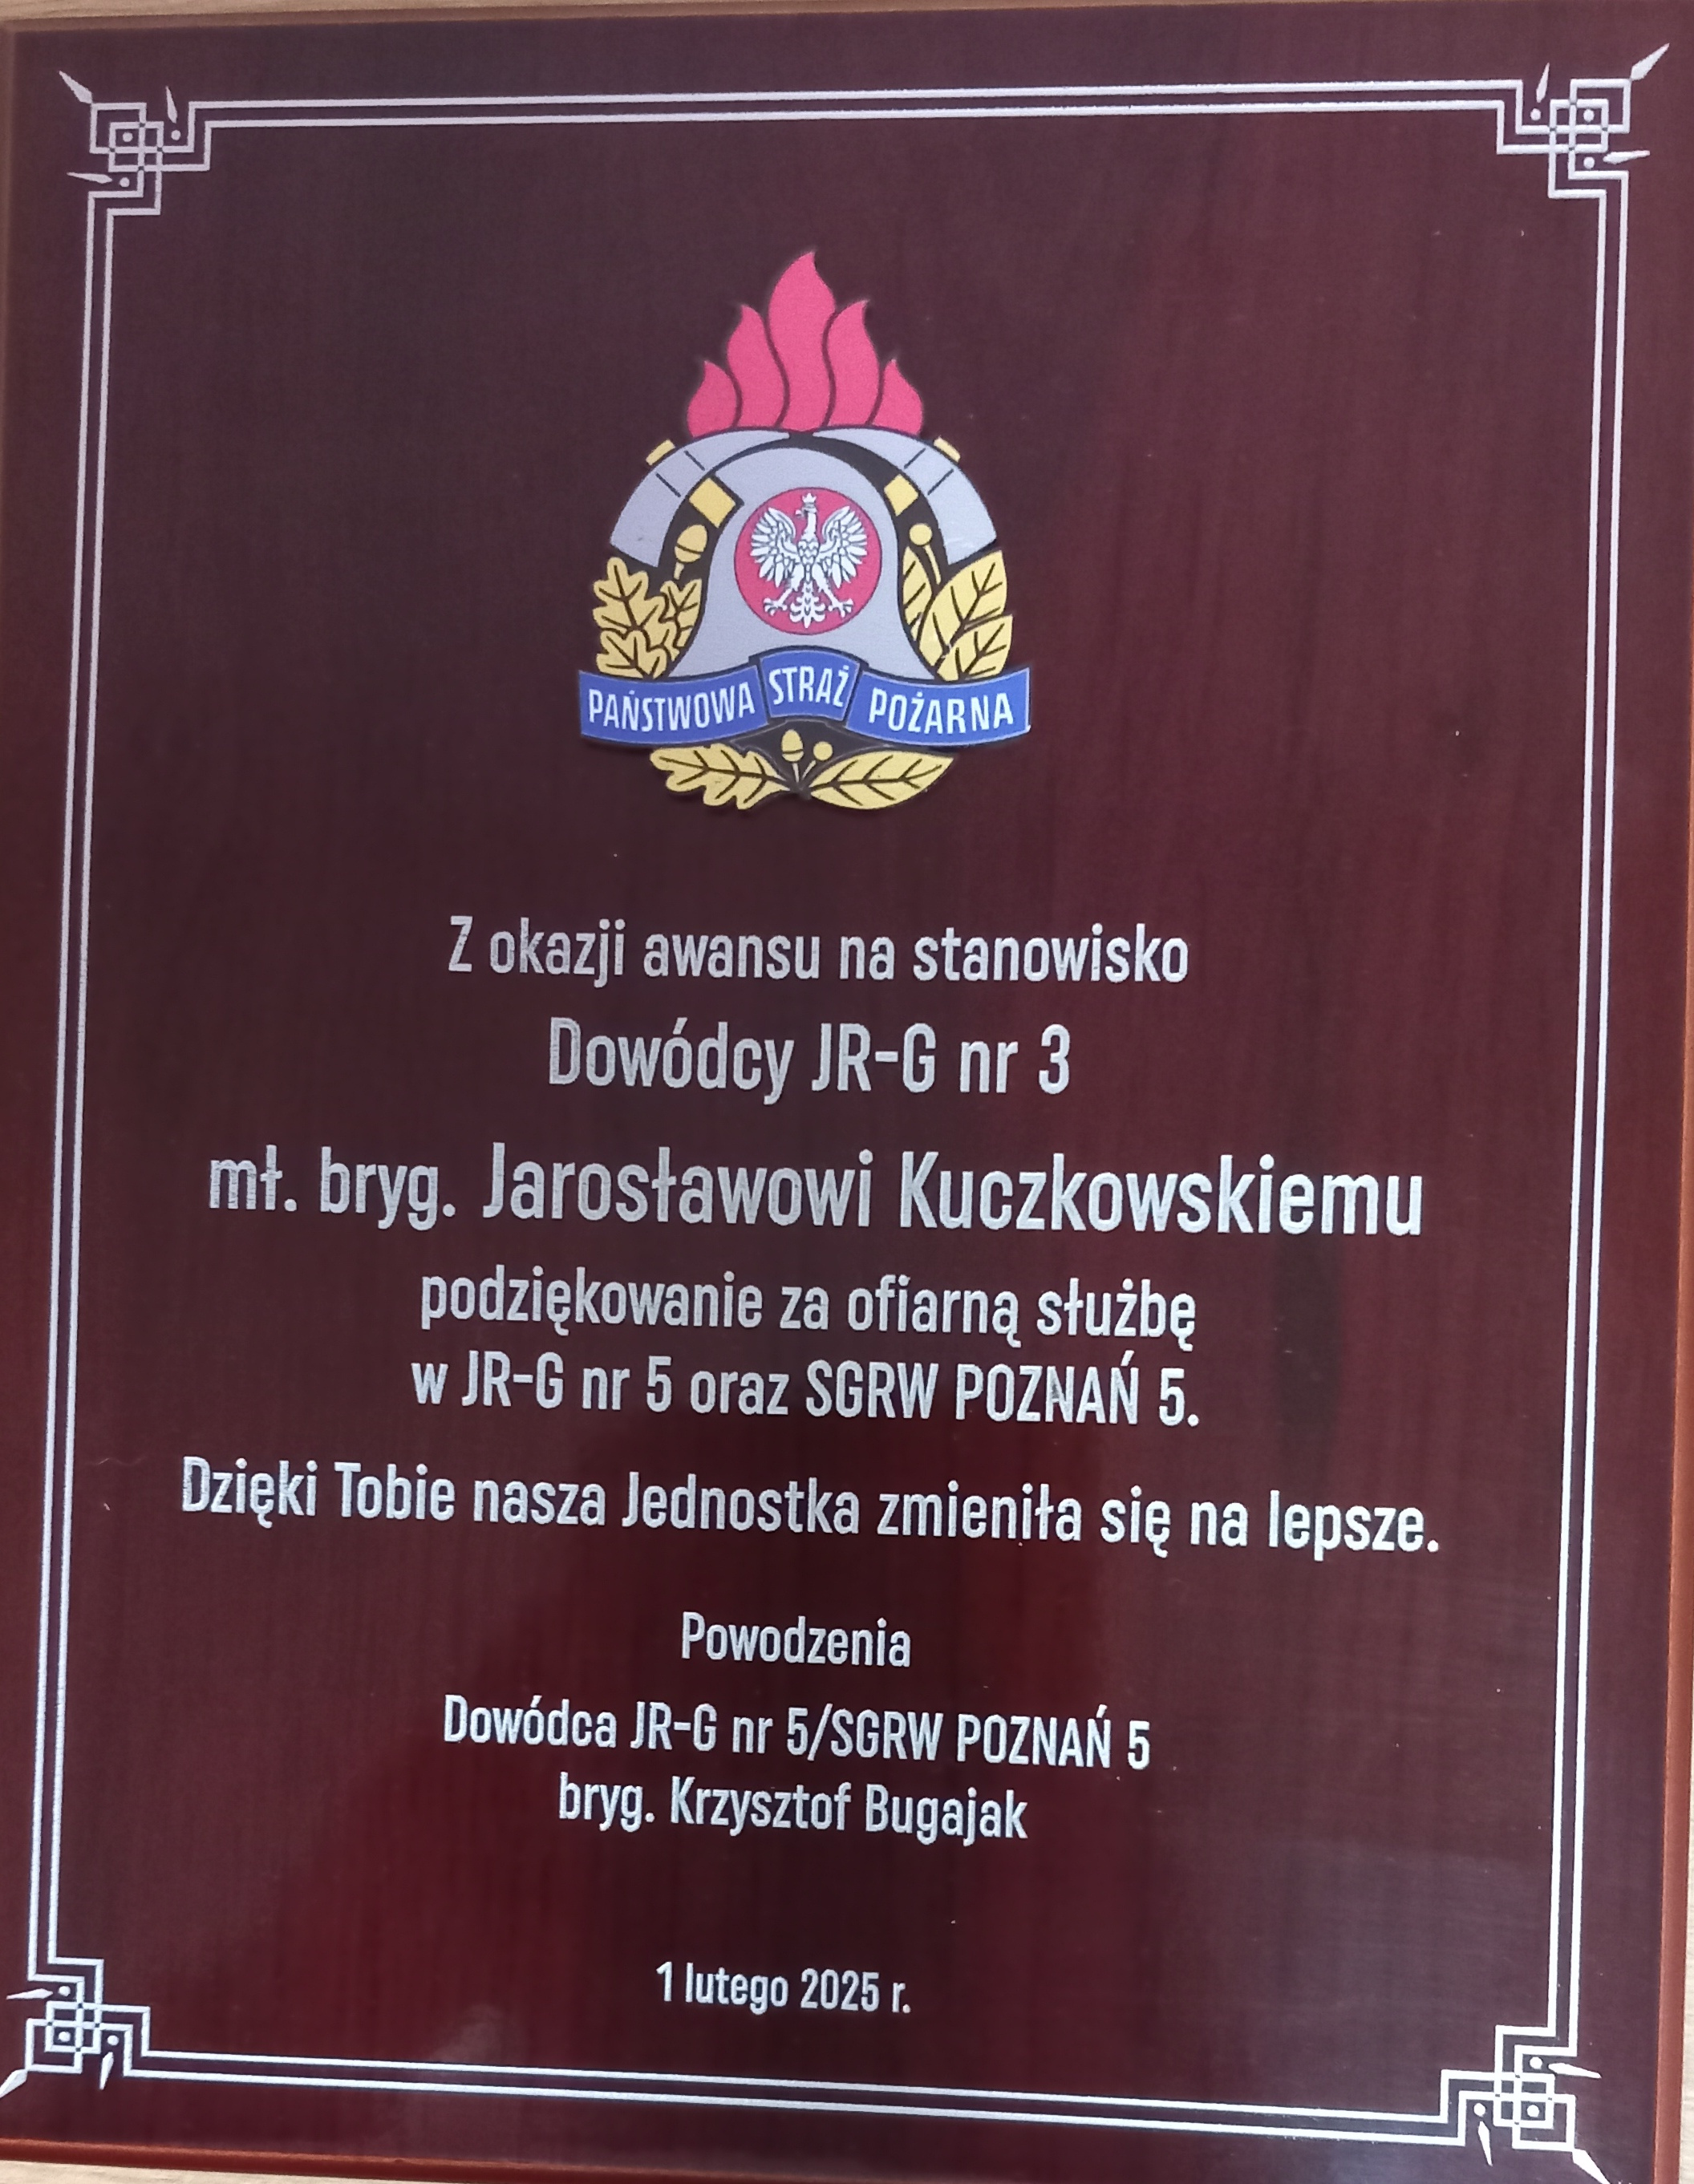 PAŃSTWOWA STRAŻ POŻARNA
Z okazji awansu na stanowisko
Dowódcy JR-G nr 3
mł. bryg. Jarosławowi Kuczkowskiemu
podziękowanie za ofiarną służbę
w JR-G nr 5 oraz SGRW POZNAŃ 5.
Dzięki Tobie nasza Jednostka zmieniła się na lepsze.
Powodzenia
Dowódca JR-G nr 5/SGRW POZNAŃ 5
bryg. Krzysztof Bugajak
1 lutego 2025 r.